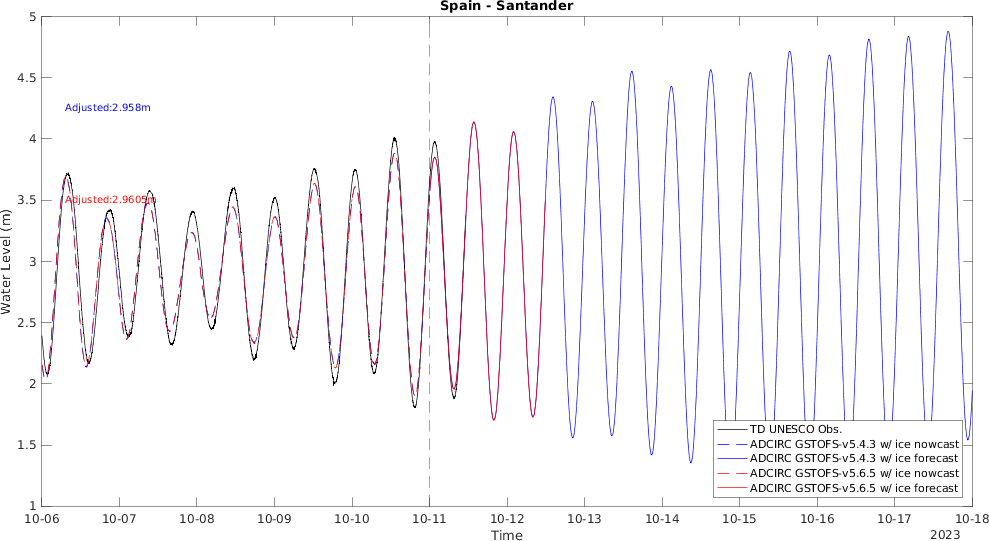 Spain - Santander
5
4.5
4
3.5
3
2.5
2
1.5
1
Water Level (m)
Adjusted:2.958m
Adjusted:2.9605m
TD UNESCO Obs.
ADCIRC GSTOFS-v5.4.3 w/ ice nowcast
ADCIRC GSTOFS-v5.4.3 w/ ice forecast
ADCIRC GSTOFS-v5.6.5 w/ ice nowcast
ADCIRC GSTOFS-v5.6.5 w/ ice forecast
10-06 10-07 10-08 10-09 10-10 10-11 10-12 10-13 10-14 10-15 10-16 10-17 10-18
Time
2023